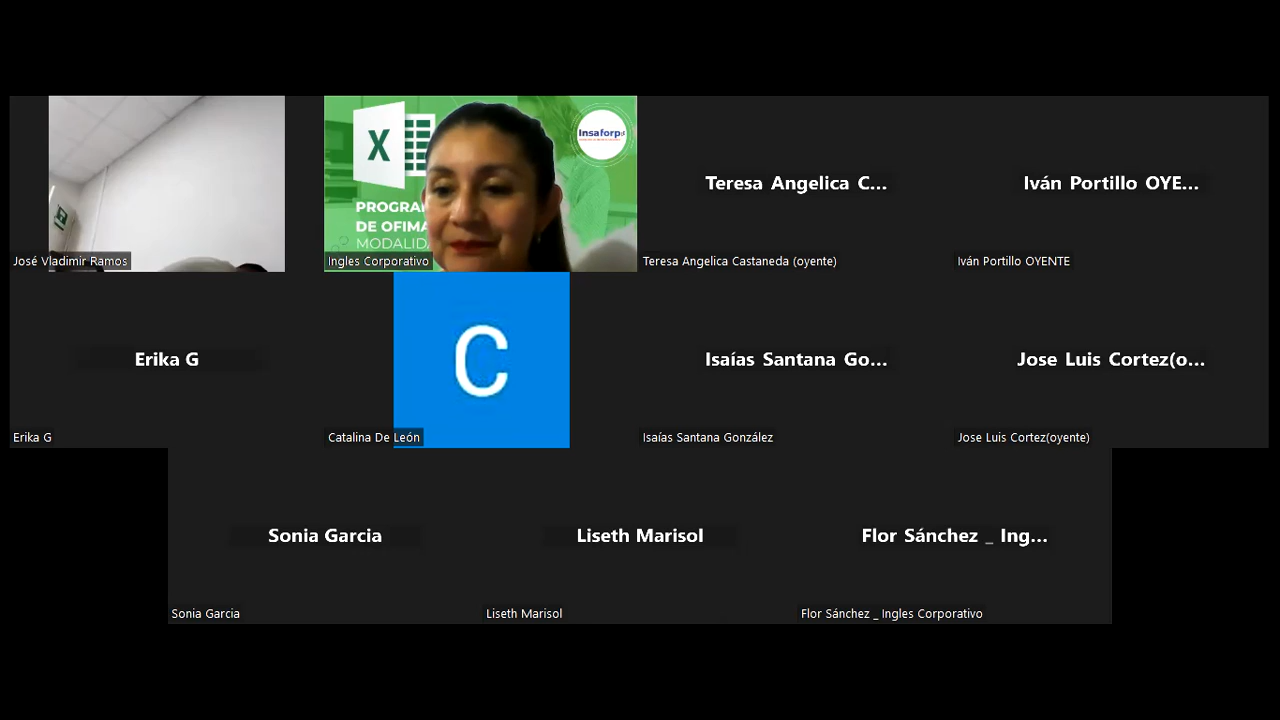 José Vladimir Ramos
X
Insaforp
PROGRA
DE OFIMA
MODALIDA
Ingles Corporativo
Teresa Angelica C...
Teresa Angelica Castaneda (oyente)
Iván Portillo OYE...
Iván Portillo OYENTE
Erika G
Erika G
C
Catalina De León
Isaías Santana Go...
Isaías Santana González
Jose Luis Cortez(o...
Jose Luis Cortez(oyente)
Sonia Garcia
Sonia Garcia
Liseth Marisol
Liseth Marisol
Flor Sánchez _ Ing...
Flor Sánchez _ Ingles Corporativo